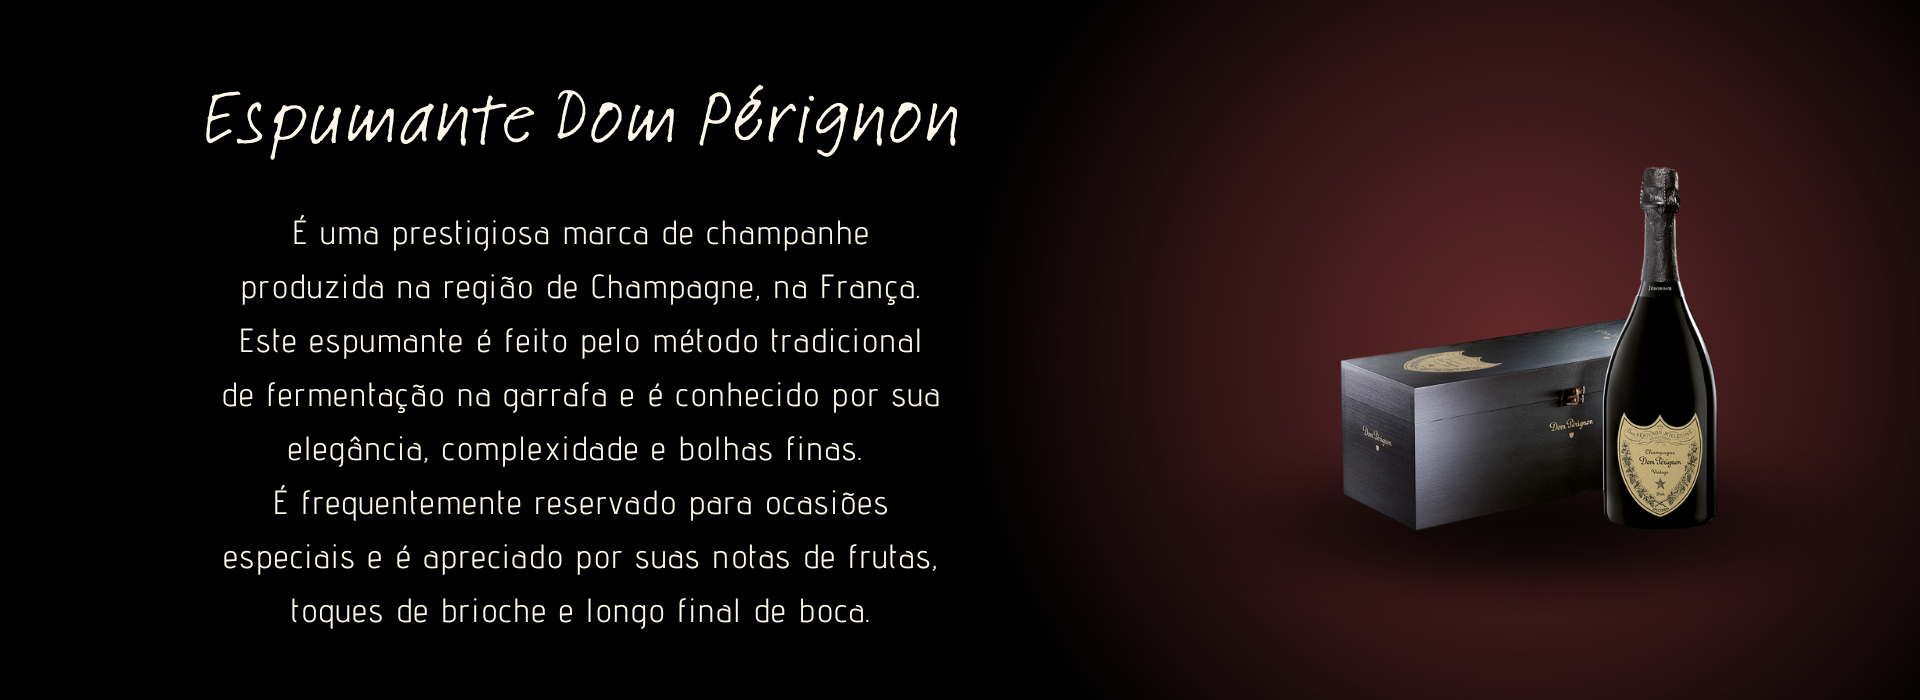 Espumante Dom Pérignon
É uma prestigiosa marca de champanhe
produzida na região de Champagne, na França.
Este espumante é feito pelo método tradicional
de fermentação na garrafa e é conhecido por sua
elegância, complexidade e bolhas finas.
É frequentemente reservado para ocasiões
especiais e é apreciado por suas notas de frutas,
toques de brioche e longo final de boca.
Dom Pérignon
Dom Pérignon
Champagne
Dom Pérignon
Vintage